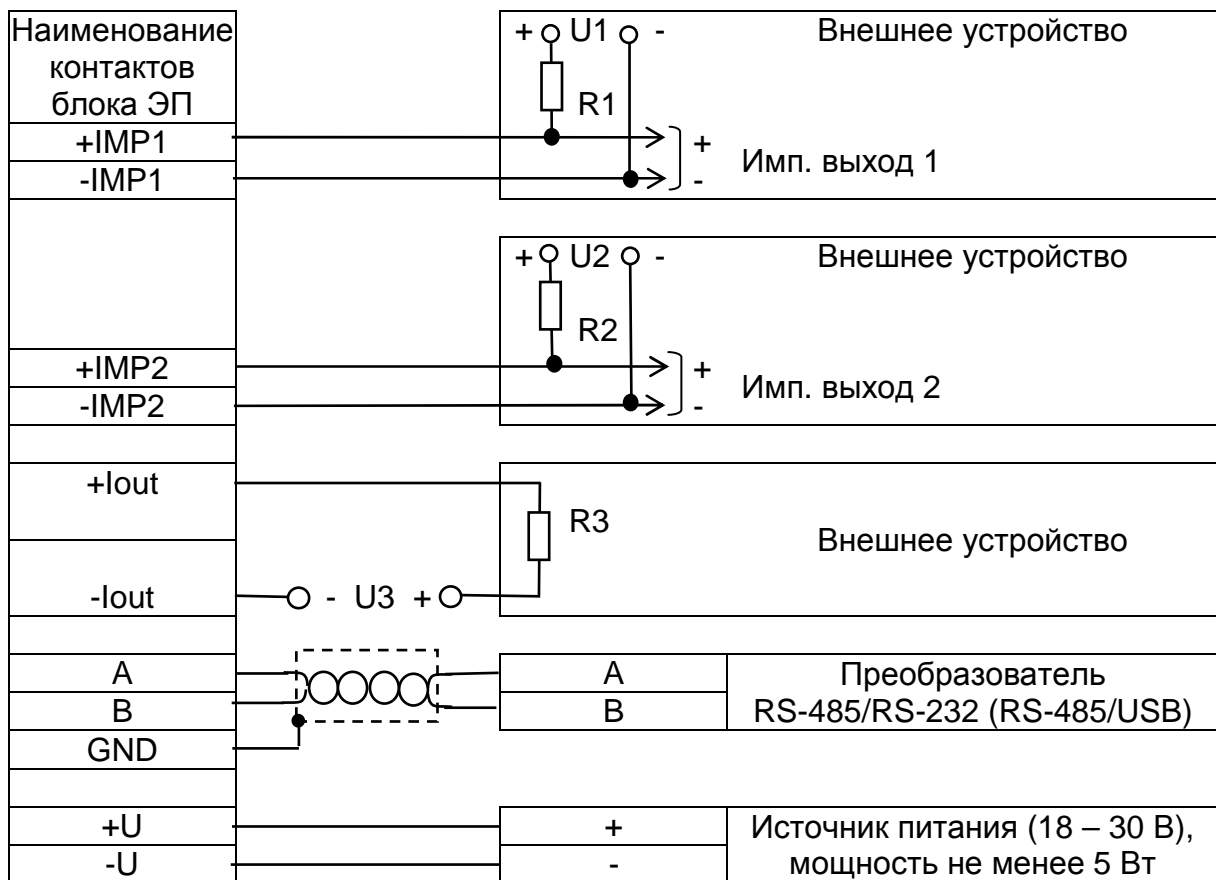 Наименование
контактов
блока ЭП
+ U1 -
Внешнее устройство
R1
+IMP1
+
Имп. выход 1
-IMP1
-
+ U2 -
Внешнее устройство
R2
+IMP2
+
Имп. выход 2
-IMP2
-
+Iout
R3
Внешнее устройство
-Iout
- U3 +
A
A
Преобразователь
B
B
RS-485/RS-232 (RS-485/USB)
GND
+U
+
Источник питания (18 – 30 В),
-U
-
мощность не менее 5 Вт